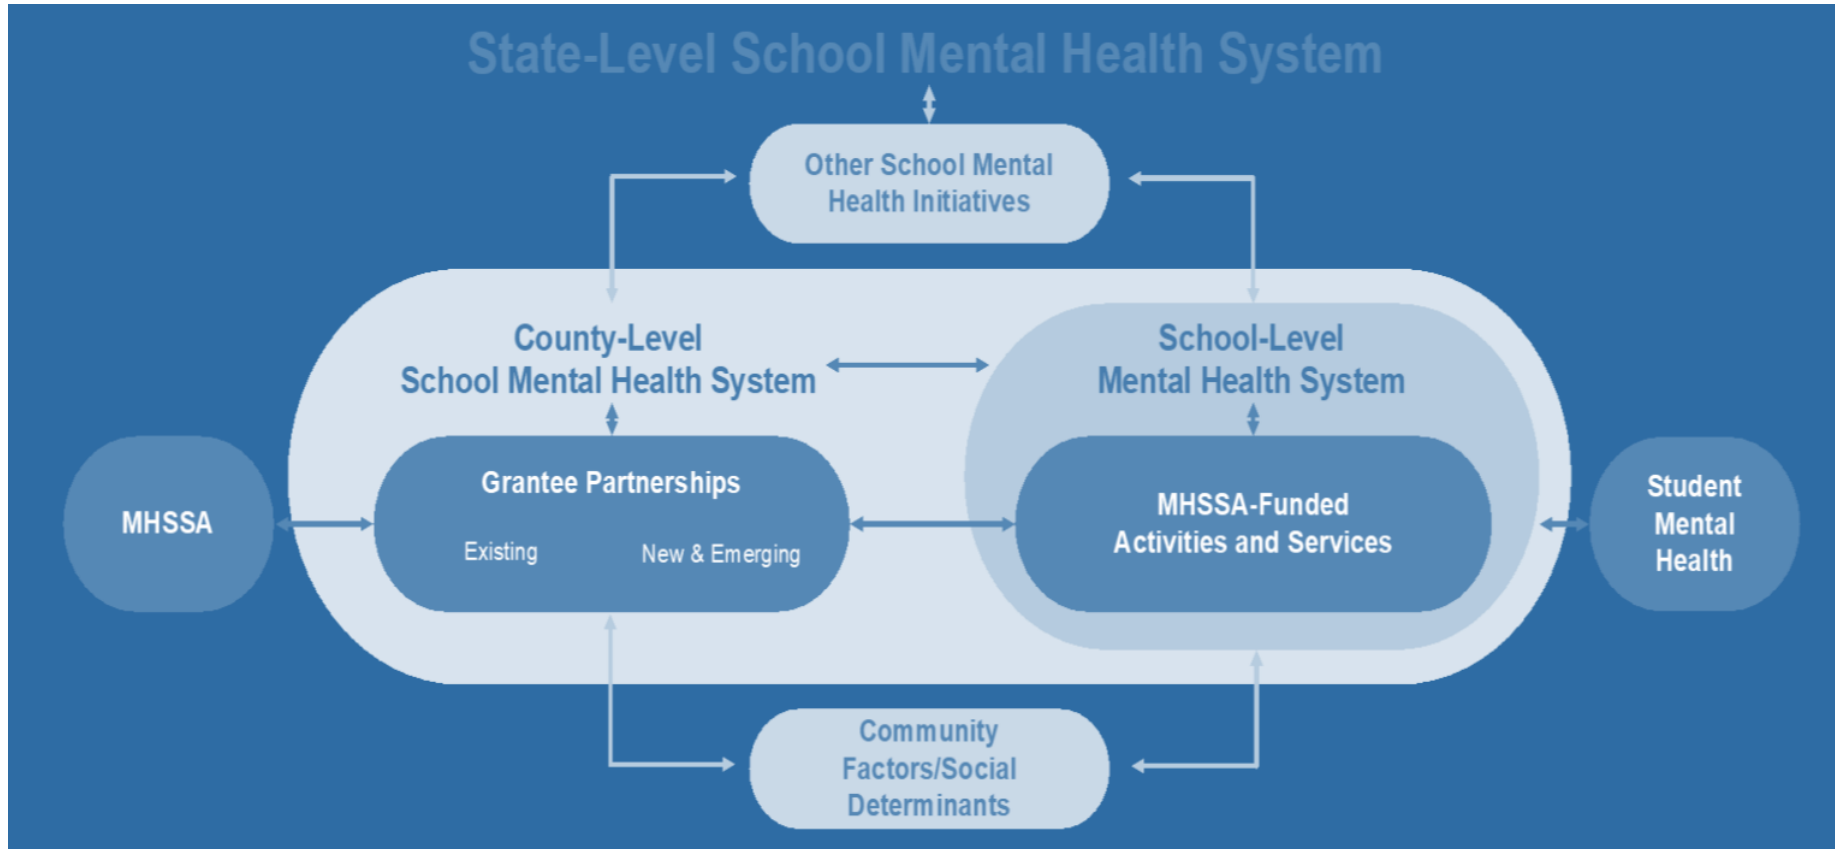 State-Level School Mental Health System
Other School Mental
Health Initiatives
County-Level
School Mental Health System
School-Level
Mental Health System
MHSSA
Grantee Partnerships
Existing
New & Emerging
MHSSA-Funded
Activities and Services
Student
Mental
Health
Community
Factors/Social
Determinants